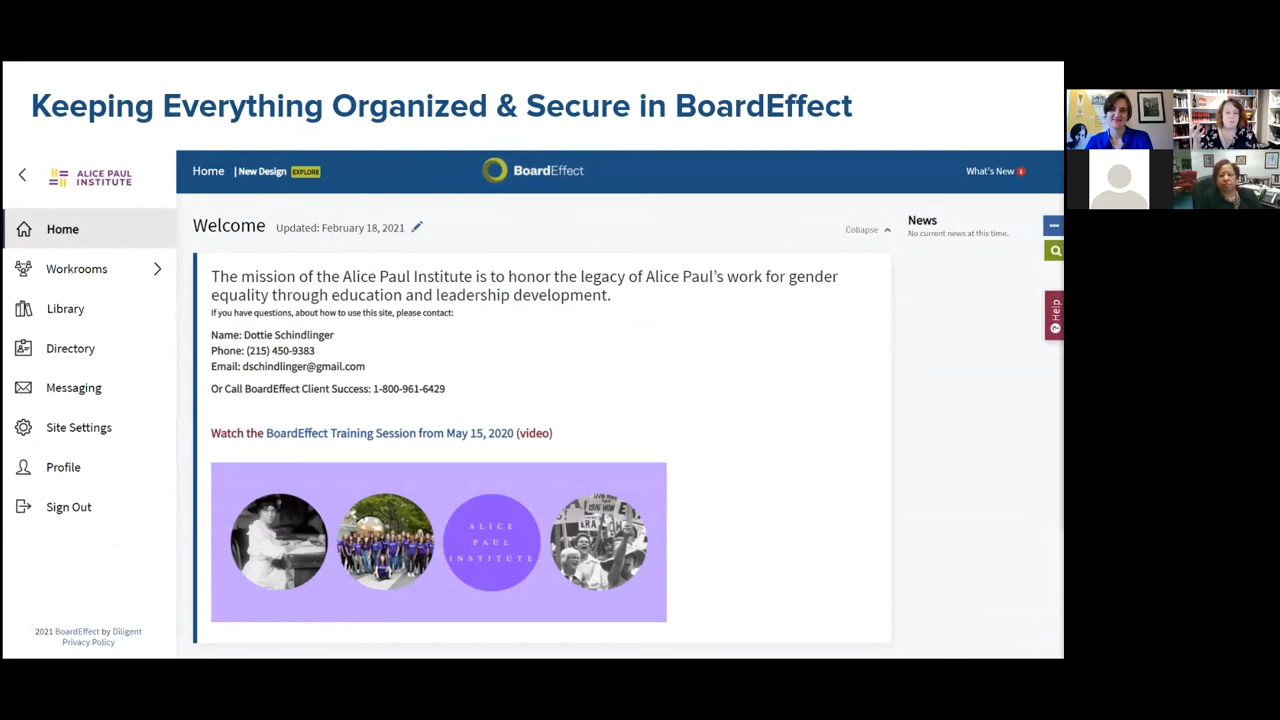 Keeping Everything Organized & Secure in BoardEffect
ALICE PAUL
INSTITUTE
Home
Workrooms
Library
Directory
Messaging
Site Settings
Profile
Sign Out
2021 BoardEffect by Diligent
Privacy Policy
Home | New Design EXPLORE
BoardEffect
What's New 1
Welcome Updated: February 18, 2021
Collapse
The mission of the Alice Paul Institute is to honor the legacy of Alice Paul's work for gender
equality through education and leadership development.
If you have questions, about how to use this site, please contact:
Name: Dottie Schindlinger
Phone: (215) 450-9383
Email: dschindlinger@gmail.com
Or Call BoardEffect Client Success: 1-800-961-6429
Watch the BoardEffect Training Session from May 15, 2020 (video)
ALICE
PAUL
INSTITUTE
ERA
News
No current news at this time.
? Help